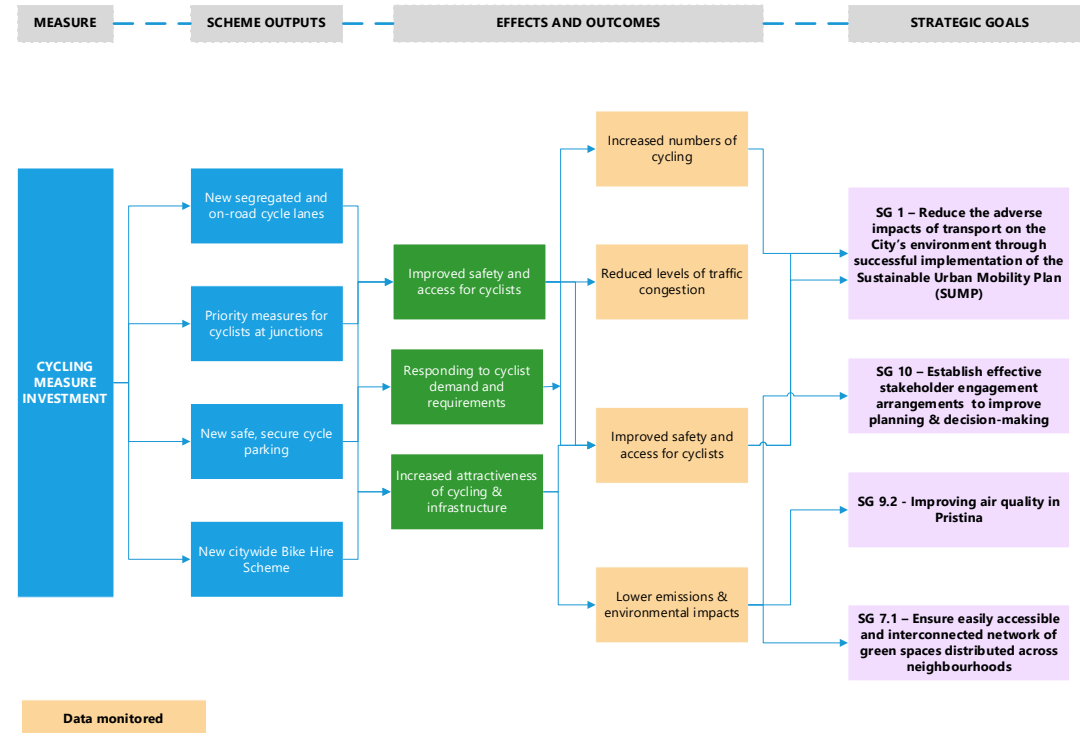 MEASURE
SCHEME OUTPUTS
EFFECTS AND OUTCOMES
STRATEGIC GOALS
CYCLING
MEASURE
INVESTMENT
New segregated and
on-road cycle lanes
Priority measures for
cyclists at junctions
New safe, secure cycle
parking
New citywide Bike Hire
Scheme
Improved safety and
access for cyclists
Responding to cyclist
demand and
requirements
Increased attractiveness
of cycling &
infrastructure
Increased numbers of
cycling
Reduced levels of traffic
congestion
Improved safety and
access for cyclists
Lower emissions &
environmental impacts
SG 1 – Reduce the adverse
impacts of transport on the
City’s environment through
successful implementation of the
Sustainable Urban Mobility Plan
(SUMP)
SG 10 – Establish effective
stakeholder engagement
arrangements to improve
planning & decision-making
SG 9.2 - Improving air quality in
Pristina
SG 7.1 – Ensure easily accessible
and interconnected network of
green spaces distributed across
neighbourhoods
Data monitored